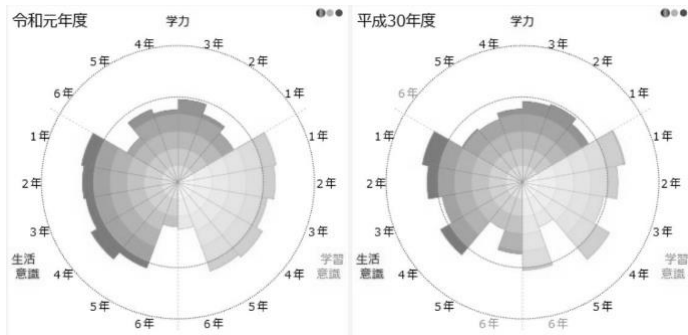 令和元年度
学力
4年
3年
5年
2年
6年
1年
1年
1年
2年
2年
3年
3年
生活
意識
学習
意識
4年
4年
5年
5年
6年
6年
平成30年度
学力
4年
3年
5年
2年
6年
1年
1年
1年
2年
2年
3年
3年
生活
意識
学習
意識
4年
4年
5年
5年
6年
6年